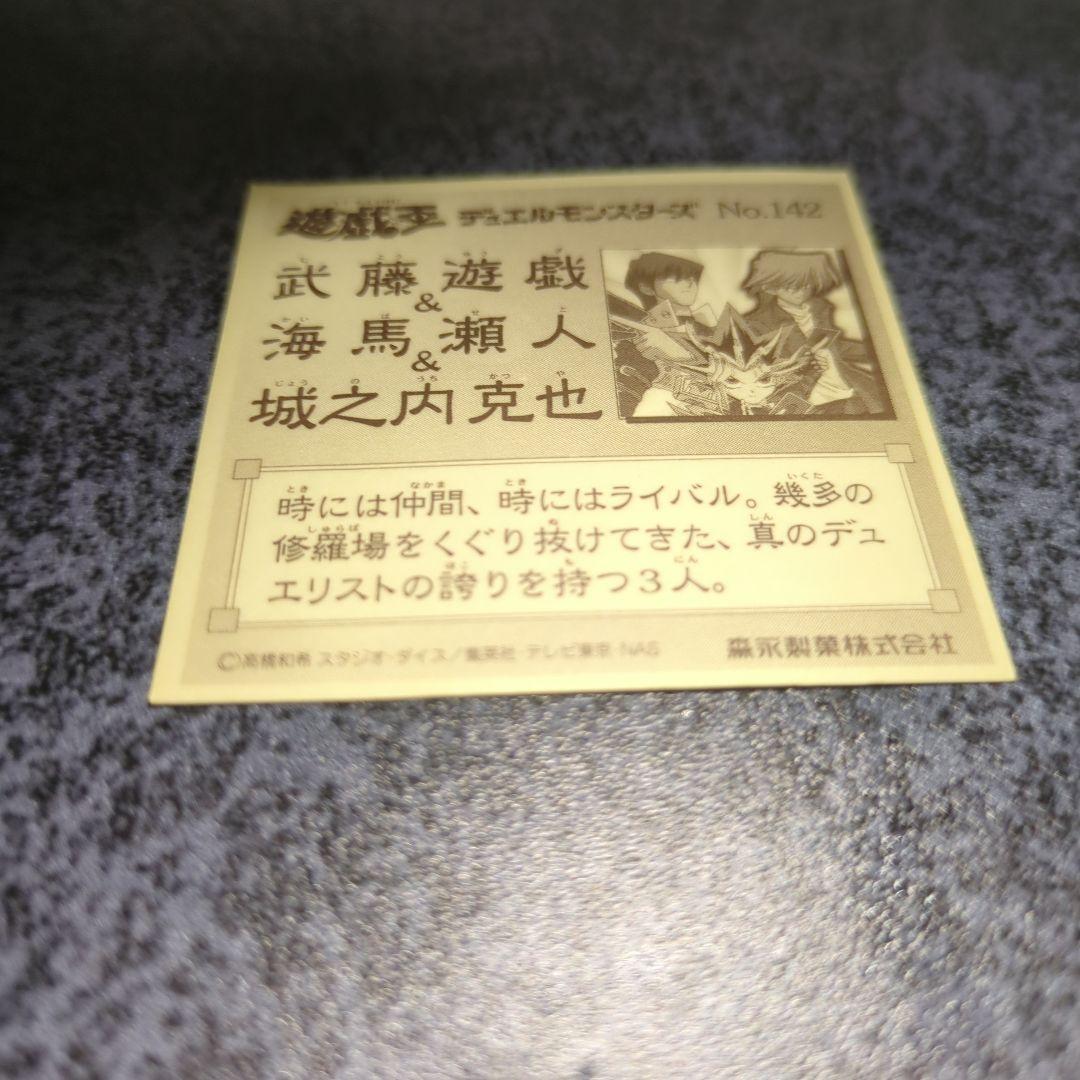 遊戯王 デュエルモンスターズ No.142
武藤遊戯
&
海馬瀬人
&
城之内克也
時には仲間、時にはライバル。幾多の
修羅場をくぐり抜けてきた、真のデュ
エリストの誇りを持つ3人。
©高橋和希 スタジオ・ダイス/集英社・テレビ東京・NAS
森永製菓株式会社